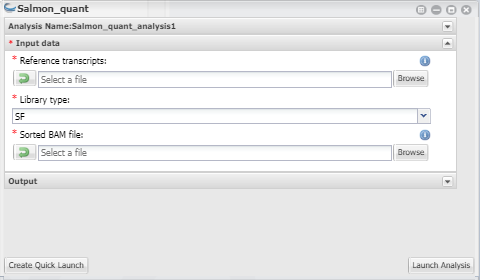 Salmon_quant
Analysis Name:Salmon_quant_analysis1
* Input data
* Reference transcripts:
Select a file
Browse
* Library type:
SF
* Sorted BAM file:
Select a file
Browse
Output
Create Quick Launch
Launch Analysis